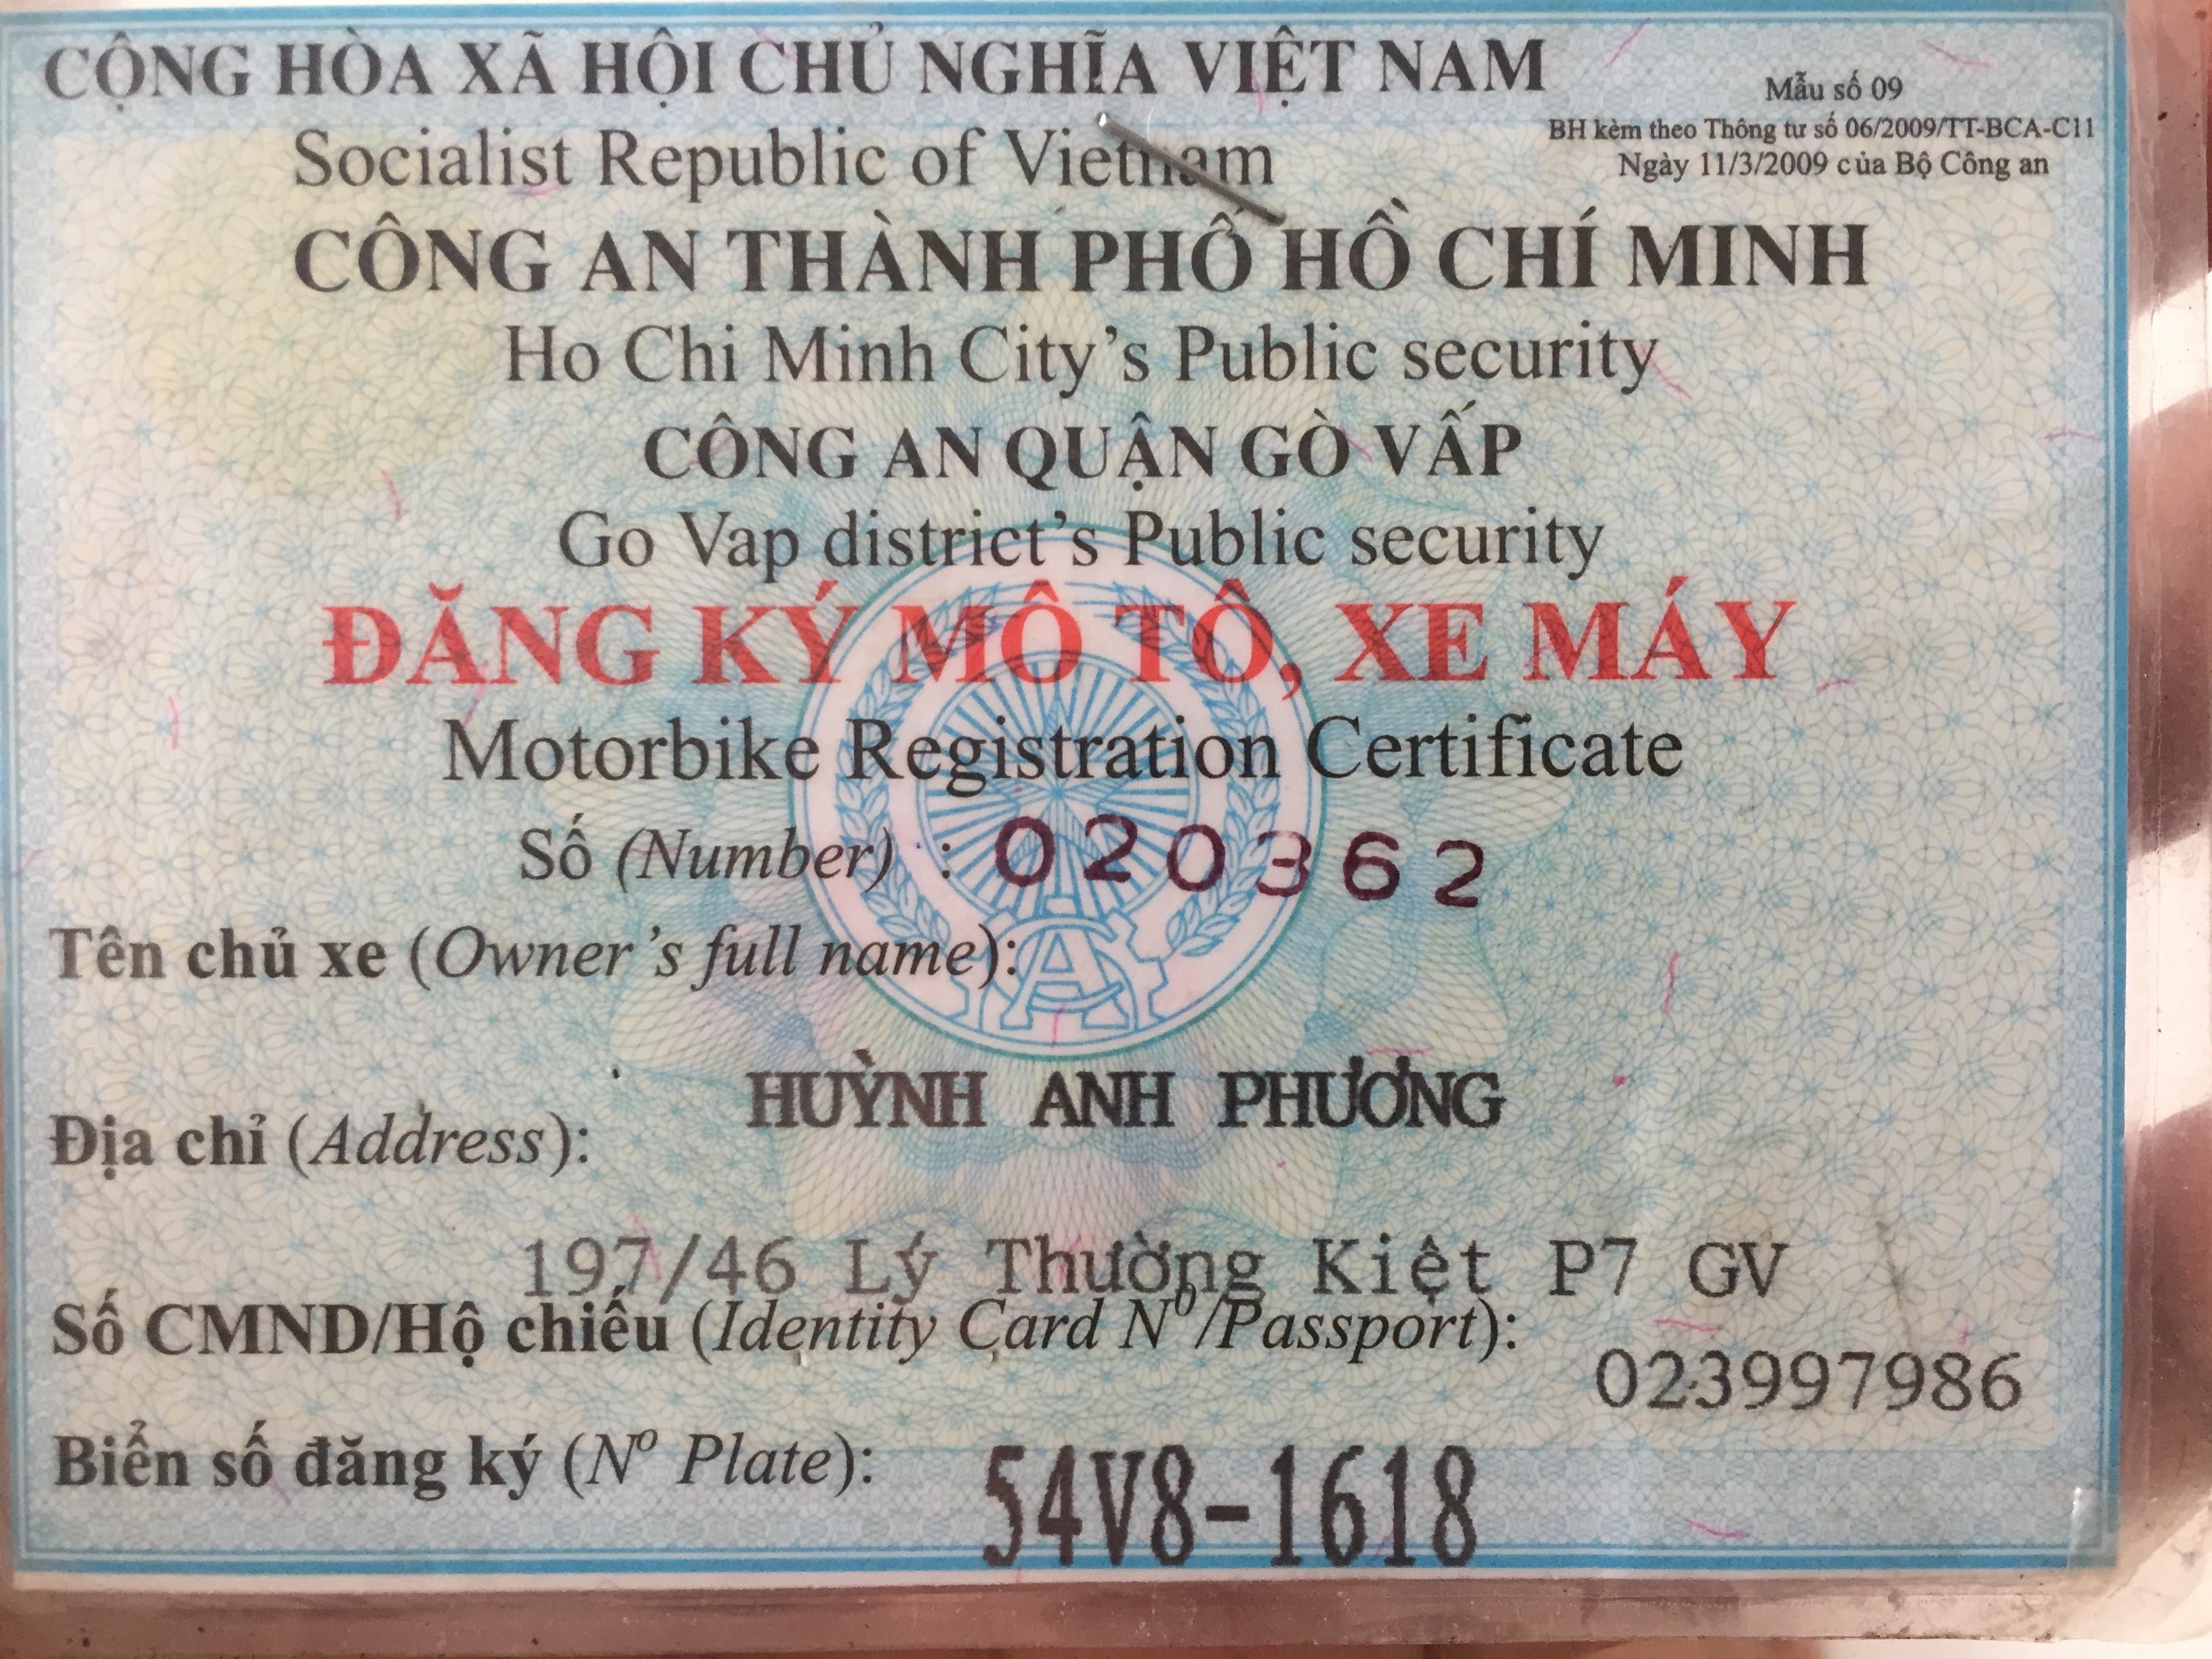 CỘNG HÒA XÃ HỘI CHỦ NGHĨA VIỆT NAM
Socialist Republic of Vietnam
Mẫu số 09
BH kèm theo Thông tư số 06/2009/TT-BCA-C11
Ngày 11/3/2009 của Bộ Công an
CÔNG AN THÀNH PHỐ HỒ CHÍ MINH
Ho Chi Minh City's Public security
CÔNG AN QUẬN GÒ VẤP
Go Vap district's Public security
ĐĂNG KÝ MÔ TÔ, XE MÁY
Motorbike Registration Certificate
Số (Number) : 020362
Tên chủ xe (Owner's full name):
HUỲNH ANH PHƯƠNG
Địa chỉ (Address):
197/46 Lý Thường Kiệt P7 GV
Số CMND/Hộ chiếu (Identity Card Nº/Passport):
023997986
Biển số đăng ký (Nº Plate): 54V8-1618